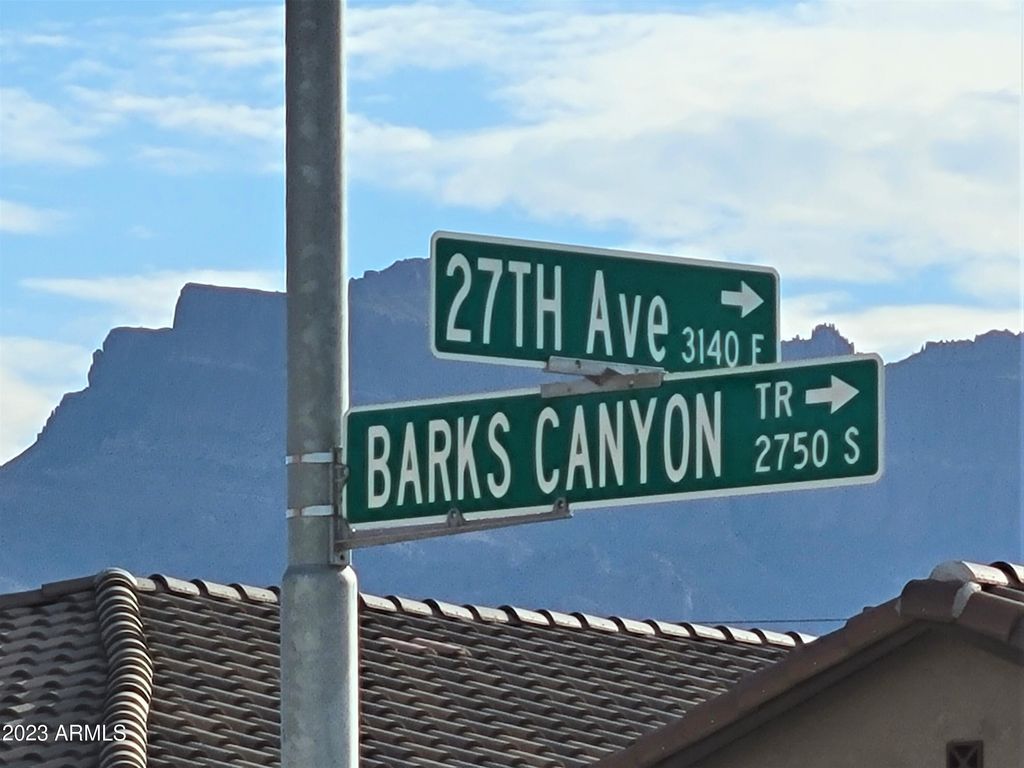 27TH Ave 3140 E
BARKS CANYON TR
2750 S
2023 ARMLS